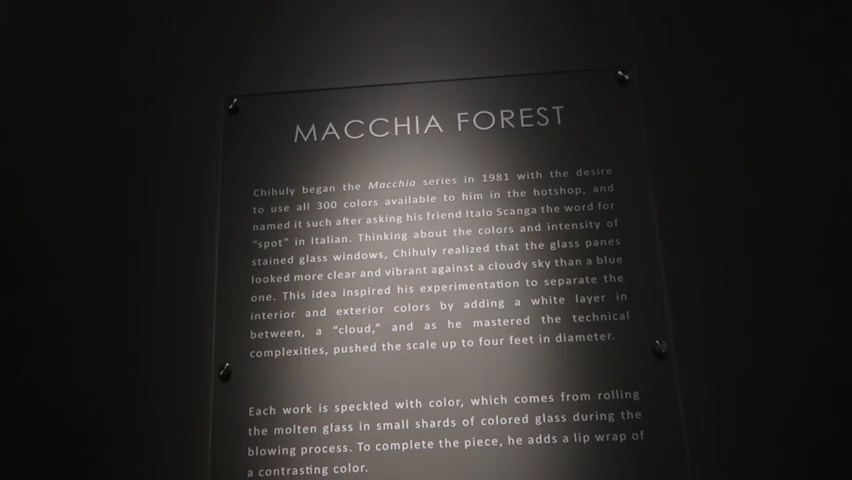 MACCHIA FOREST
Chihuly began the Macchia series in 1981 with the desire
to use all 300 colors available to him in the hotshop, and
named it such after asking his friend Italo Scanga the word for
“spot” in Italian. Thinking about the colors and intensity of
stained glass windows, Chihuly realized that the glass panes
looked more clear and vibrant against a cloudy sky than a blue
one. This idea inspired his experimentation to separate the
interior and exterior colors by adding a white layer in
between, a “cloud,” and as he mastered the technical
complexities, pushed the scale up to four feet in diameter.
Each work is speckled with color, which comes from rolling
the molten glass in small shards of colored glass during the
blowing process. To complete the piece, he adds a lip wrap of
a contrasting color.